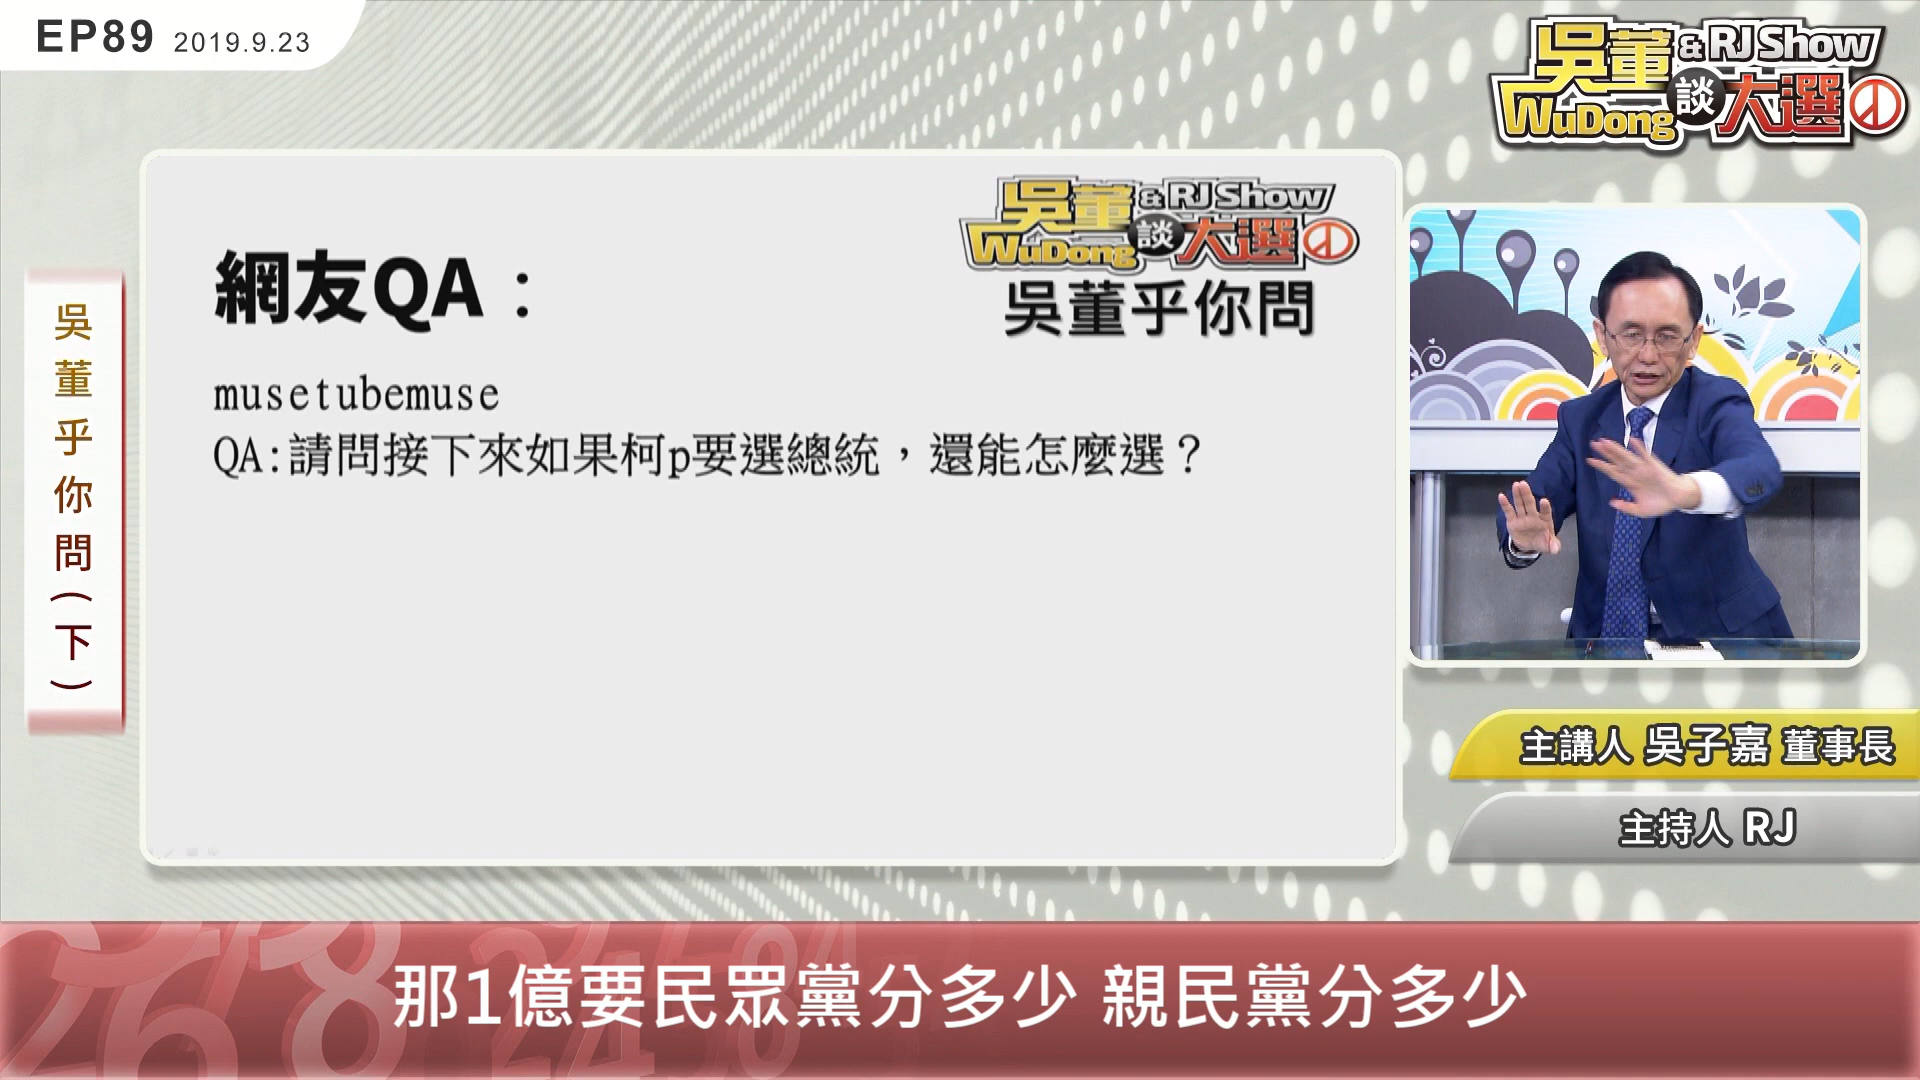 EP89 2019.9.23
吳董 & RJ Show
WuDong 談 大選
網友QA：
吳董 & RJ Show
WuDong 談 大選
吳董乎你問
musetubemuse
QA:請問接下來如果柯p要選總統，還能怎麼選？
吳董乎你問(下)
主講人 吳子嘉 董事長
主持人 RJ
那1億要民眾黨分多少 親民黨分多少